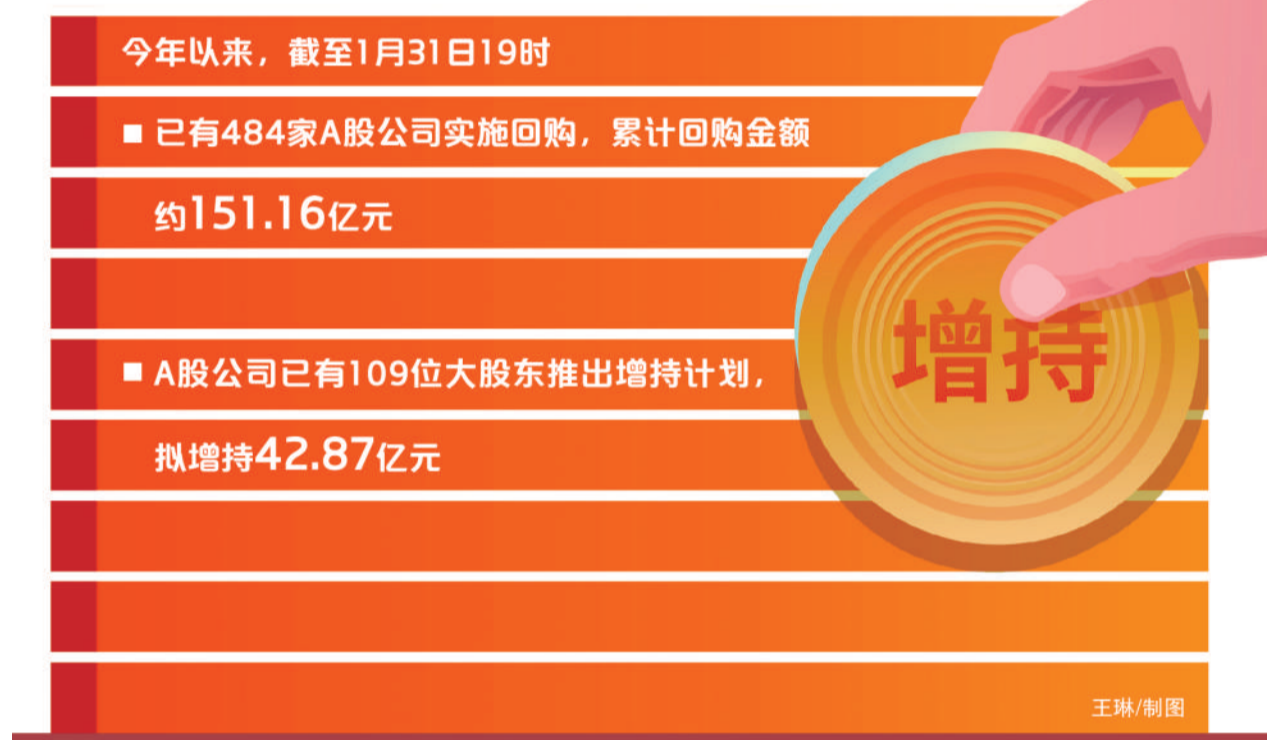 今年以来，截至1月31日19时
■ 已有484家A股公司实施回购，累计回购金额
约151.16亿元
■ A股公司已有109位大股东推出增持计划，
拟增持42.87亿元
增持
王琳/制图